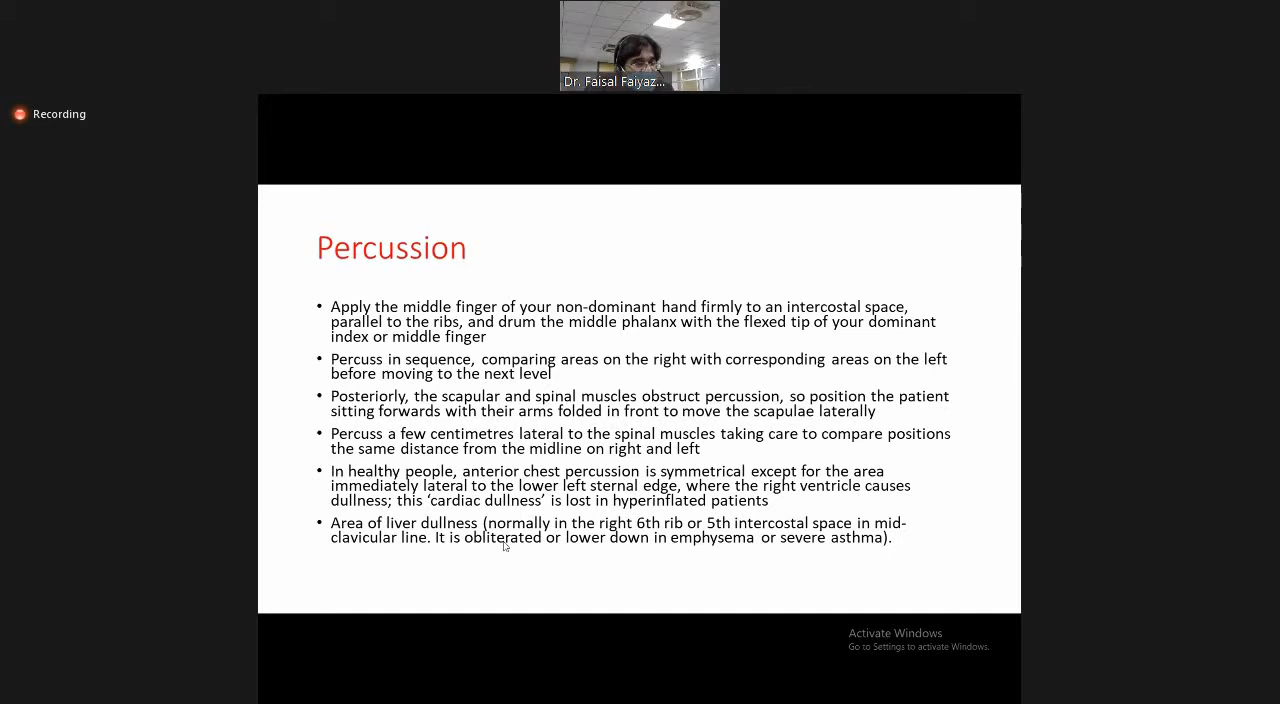 Dr. Faisal Faiyaz...
Recording
Percussion
• Apply the middle finger of your non-dominant hand firmly to an intercostal space,
parallel to the ribs, and drum the middle phalanx with the flexed tip of your dominant
index or middle finger
• Percuss in sequence, comparing areas on the right with corresponding areas on the left
before moving to the next level
• Posteriorly, the scapular and spinal muscles obstruct percussion, so position the patient
sitting forwards with their arms folded in front to move the scapulae laterally
• Percuss a few centimetres lateral to the spinal muscles taking care to compare positions
the same distance from the midline on right and left
• In healthy people, anterior chest percussion is symmetrical except for the area
immediately lateral to the lower left sternal edge, where the right ventricle causes
dullness; this ‘cardiac dullness’ is lost in hyperinflated patients
• Area of liver dullness (normally in the right 6th rib or 5th intercostal space in mid-
clavicular line. It is obliterated or lower down in emphysema or severe asthma).
Activate Windows
Go to Settings to activate Windows.